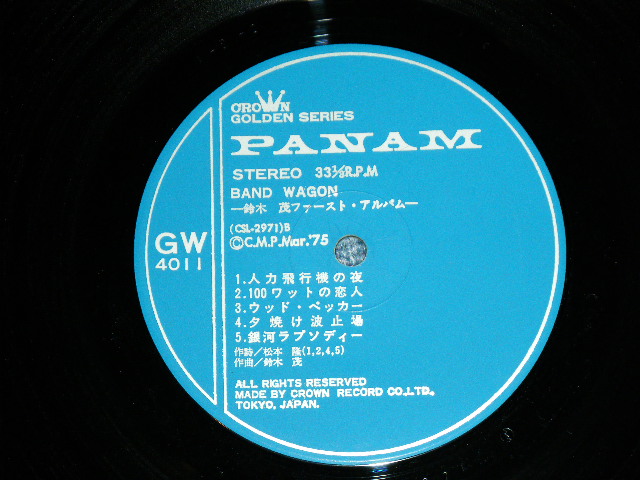 CROWN
GOLDEN SERIES
PANAM
STEREO 33⅓R.P.M
BAND WAGON
—鈴木 茂ファースト・アルバム—
(CSL-2971)B
©C.M.P.Mar.'75
GW
4011
1.人力飛行機の夜
2.100ワットの恋人
3.ウッド・ペッカー
4.夕焼け波止場
5.銀河ラプソディー
作詩/松本 隆(1,2,4,5)
作曲/鈴木 茂
ALL RIGHTS RESERVED
MADE BY CROWN RECORD CO.,LTD.,
TOKYO, JAPAN.